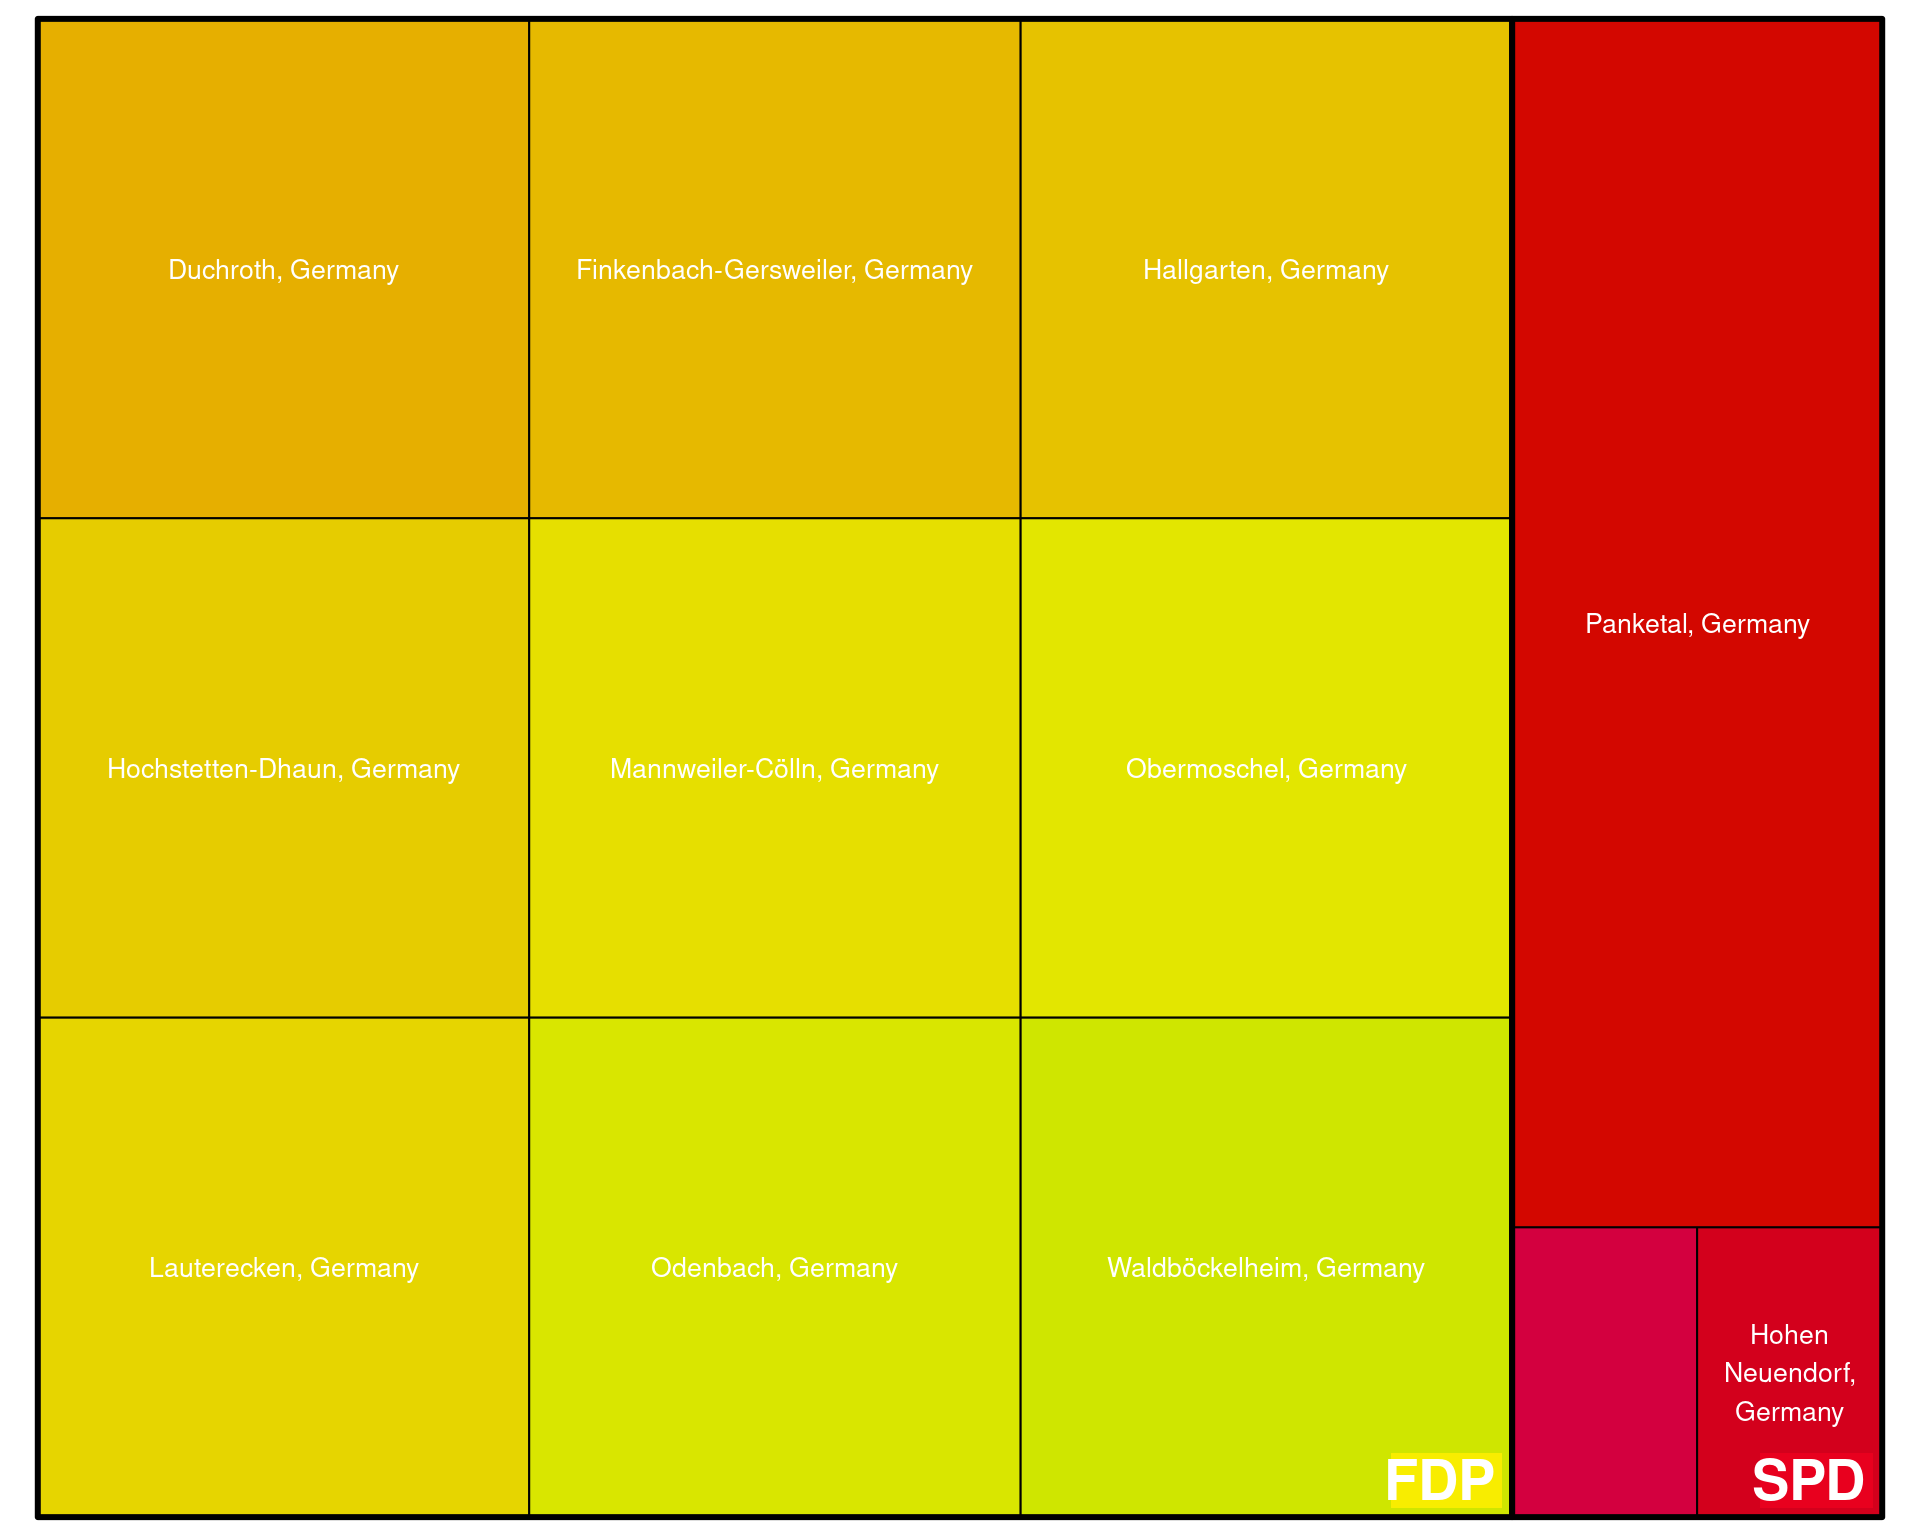 Duchroth, Germany
Finkenbach-Gersweiler, Germany
Hallgarten, Germany
Panketal, Germany
Hochstetten-Dhaun, Germany
Mannweiler-Cölln, Germany
Obermoschel, Germany
Lauterecken, Germany
Odenbach, Germany
Waldböckelheim, Germany
Hohen
Neuendorf,
Germany
FDP
SPD